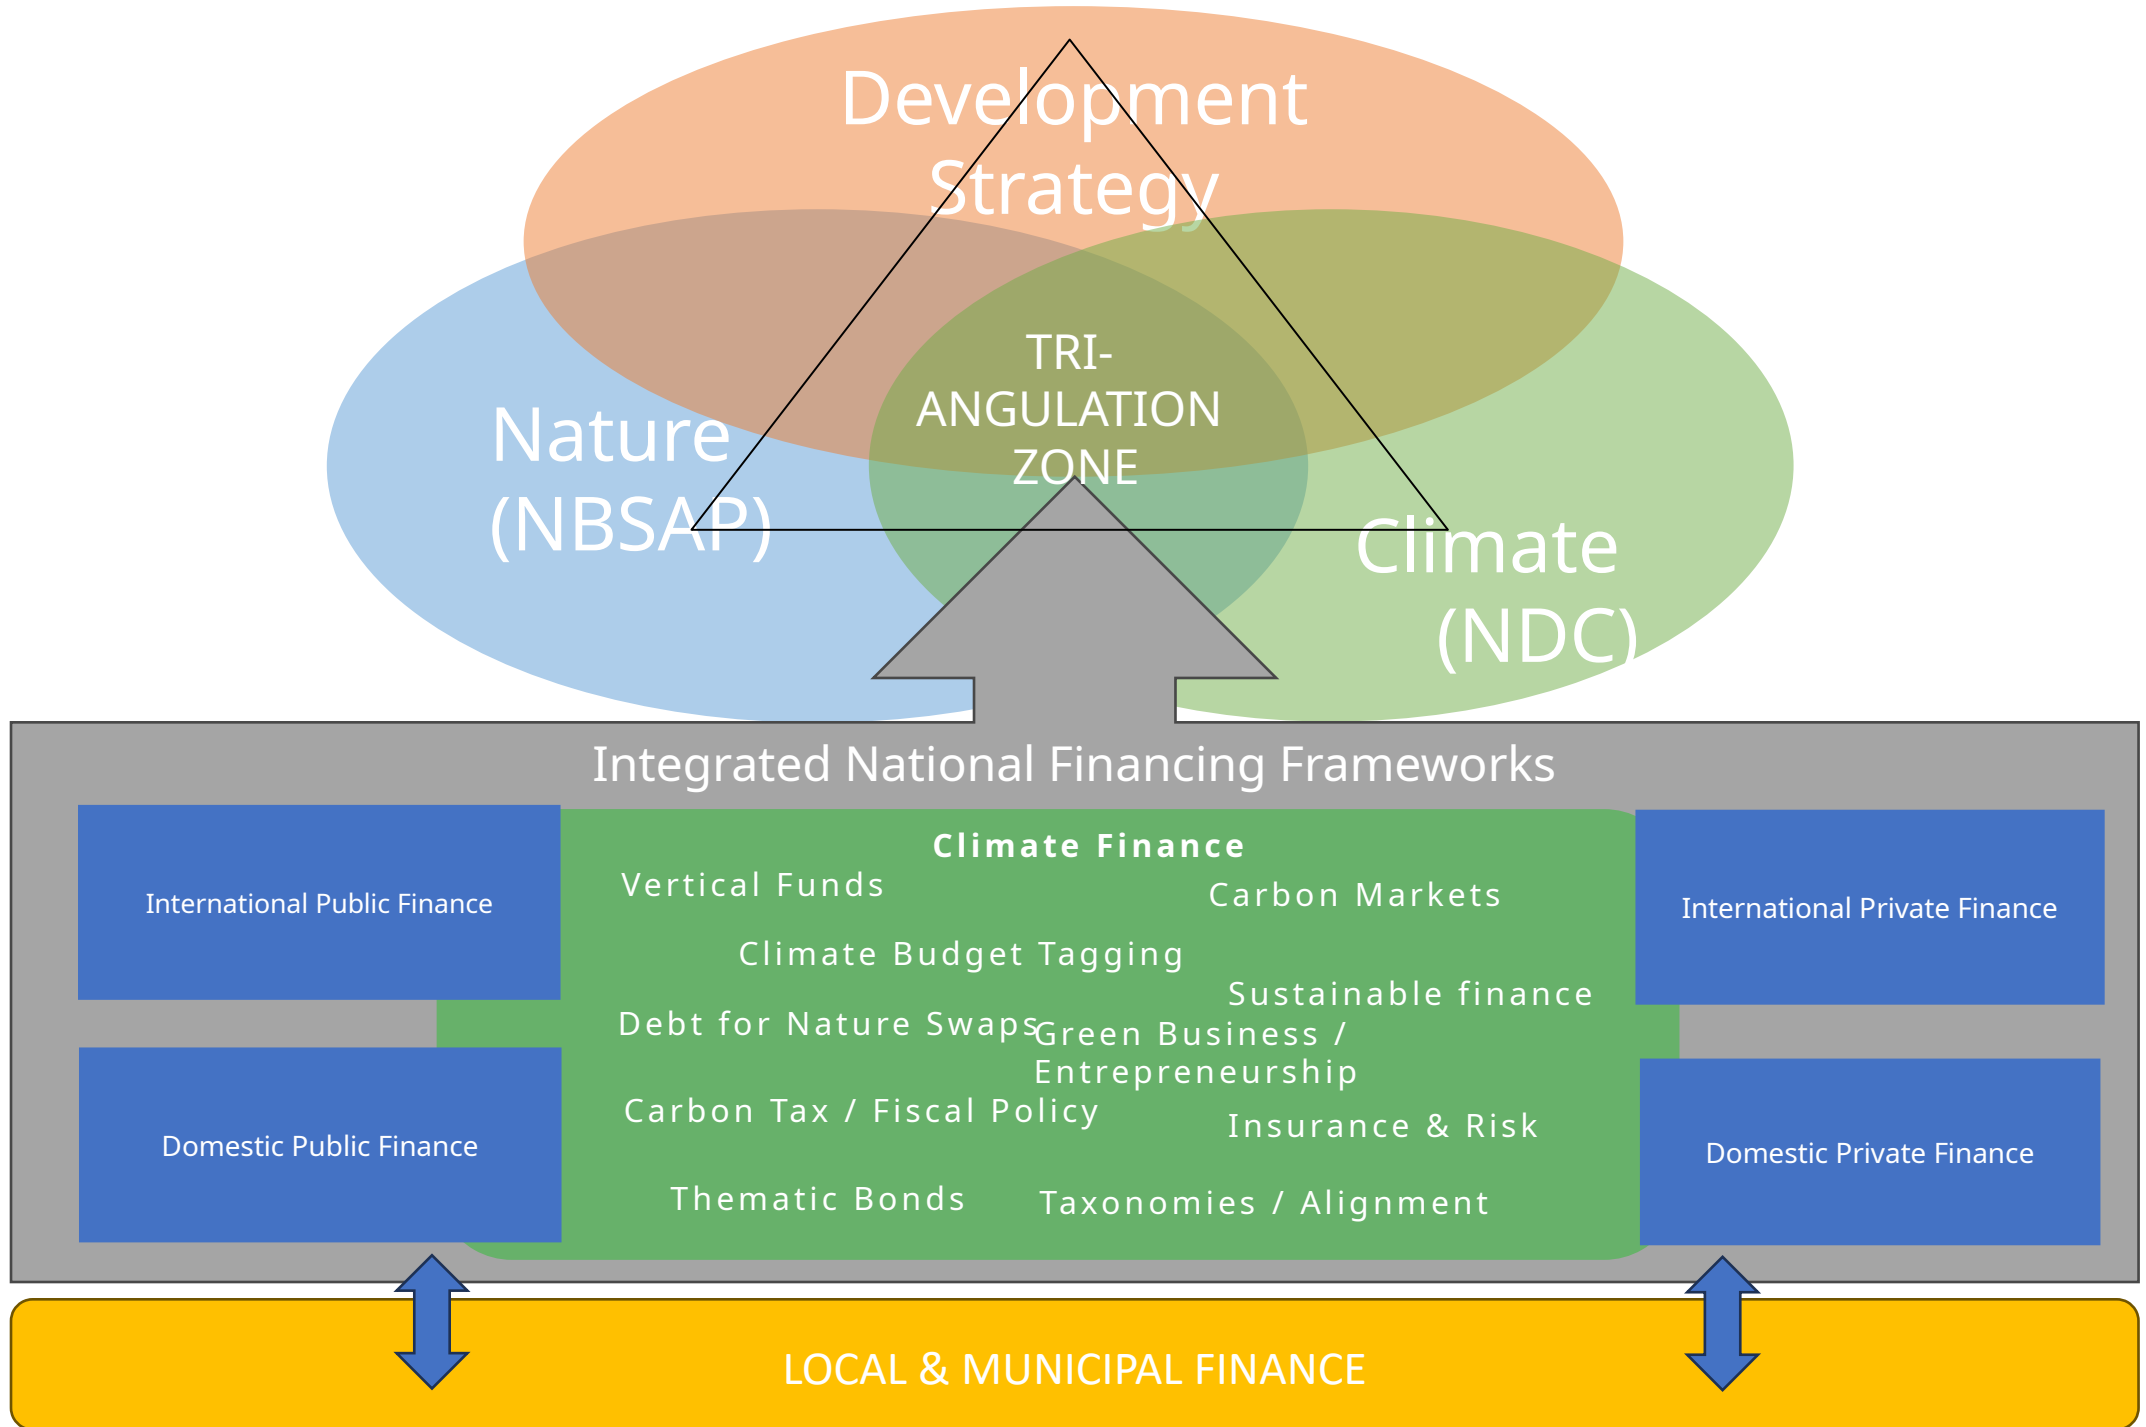 Development
Strategy
TRI-
ANGULATION
ZONE
Nature
(NBSAP)
Climate
(NDC)
Integrated National Financing Frameworks
International Public Finance
Domestic Public Finance
Climate Finance
Vertical Funds
Carbon Markets
Climate Budget Tagging
Sustainable finance
Debt for Nature Swaps
Green Business /
Entrepreneurship
Carbon Tax / Fiscal Policy
Insurance & Risk
Thematic Bonds
Taxonomies / Alignment
International Private Finance
Domestic Private Finance
LOCAL & MUNICIPAL FINANCE